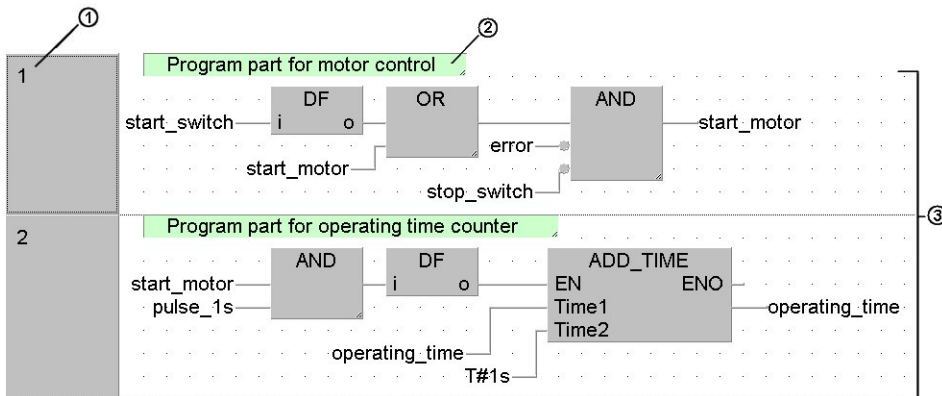 ①
②
1
Program part for motor control
DF
OR
AND
start_switch
i
o
start_motor
error
start_motor
stop_switch
③
2
Program part for operating time counter
AND
DF
ADD_TIME
start_motor
i
o
EN
ENO
pulse_1s
Time1
operating_time
Time2
operating_time
T#1s